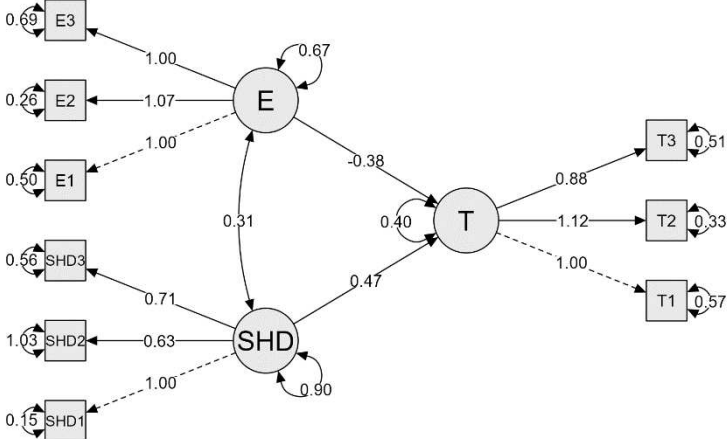 0.69 E3
1.00
0.67
0.26 E2
1.07
E
1.00
0.50 E1
-0.38
T3 0.51
0.88
0.31
0.40 T
1.12
T2 0.33
0.56 SHD3
0.47
1.00
0.71
T1 0.57
1.03 SHD2
0.63
SHD
1.00
0.90
0.15 SHD1